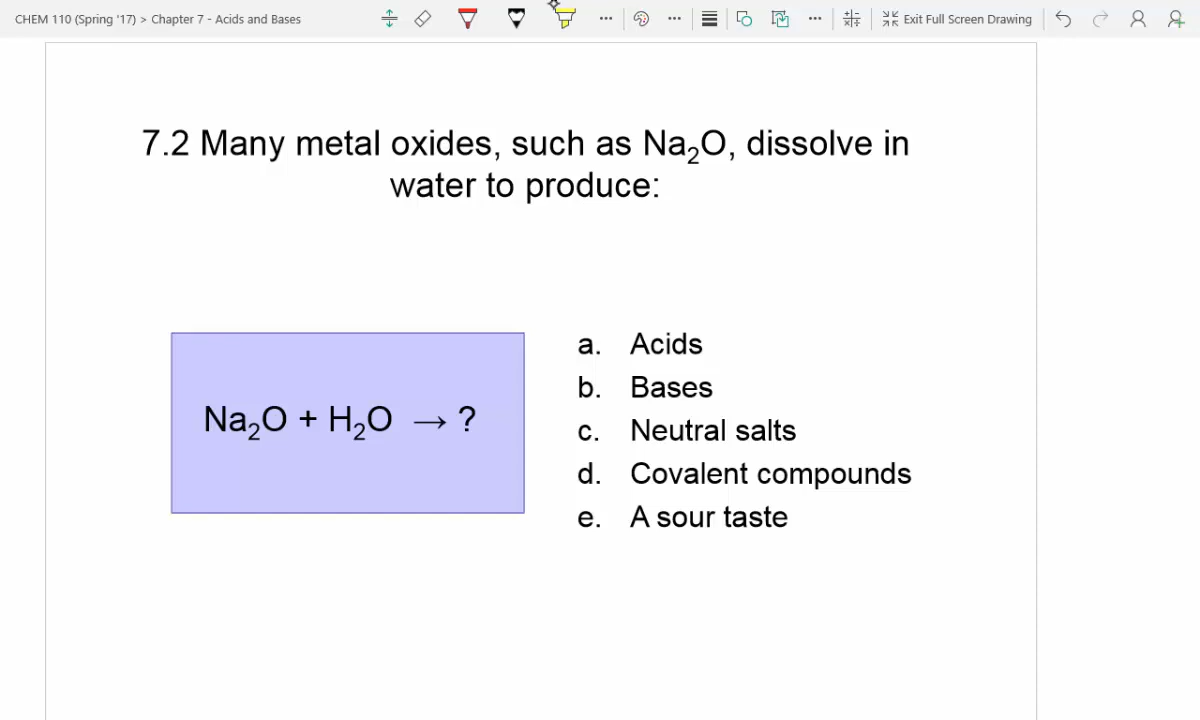 CHEM 110 (Spring '17) > Chapter 7 - Acids and Bases
Exit Full Screen Drawing
7.2 Many metal oxides, such as Na₂O, dissolve in
water to produce:
Na₂O + H₂O → ?
a. Acids
b. Bases
c. Neutral salts
d. Covalent compounds
e. A sour taste